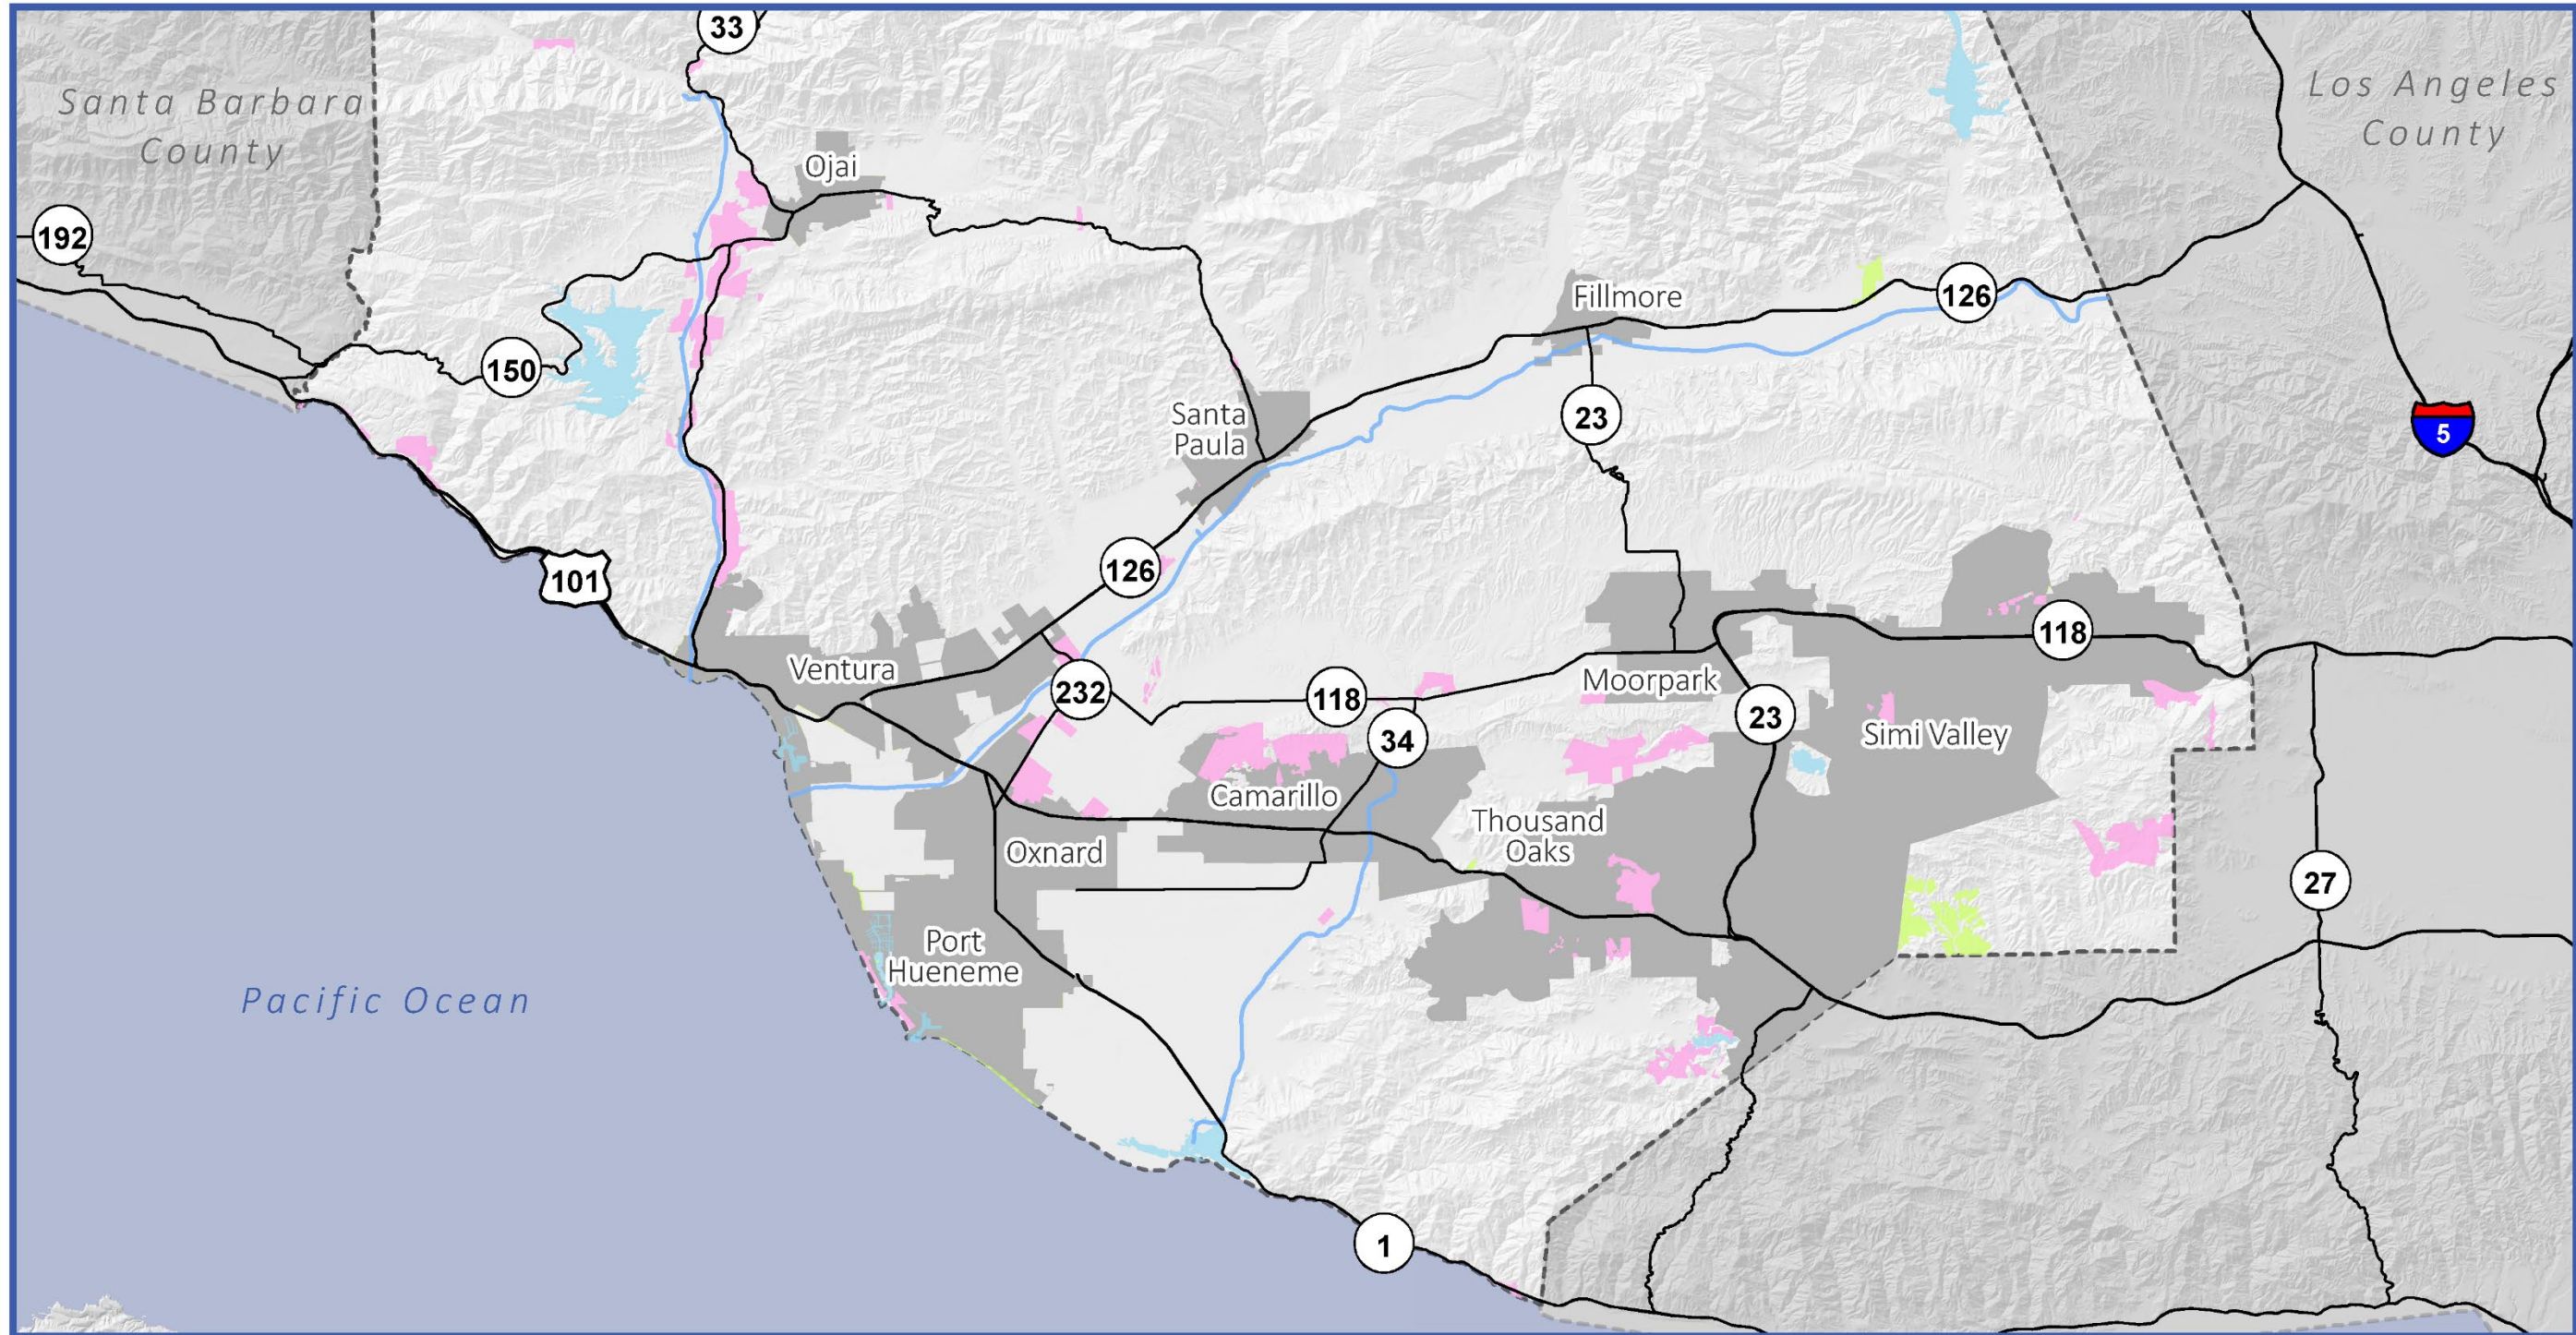 33
Santa Barbara
County
Los Angeles
County
Ojai
192
126
Fillmore
150
Santa
Paula
23
5
101
126
118
Ventura
232
118
Moorpark
34
23
Simi Valley
Camarillo
Thousand
Oaks
Oxnard
27
Port
Hueneme
Pacific Ocean
1